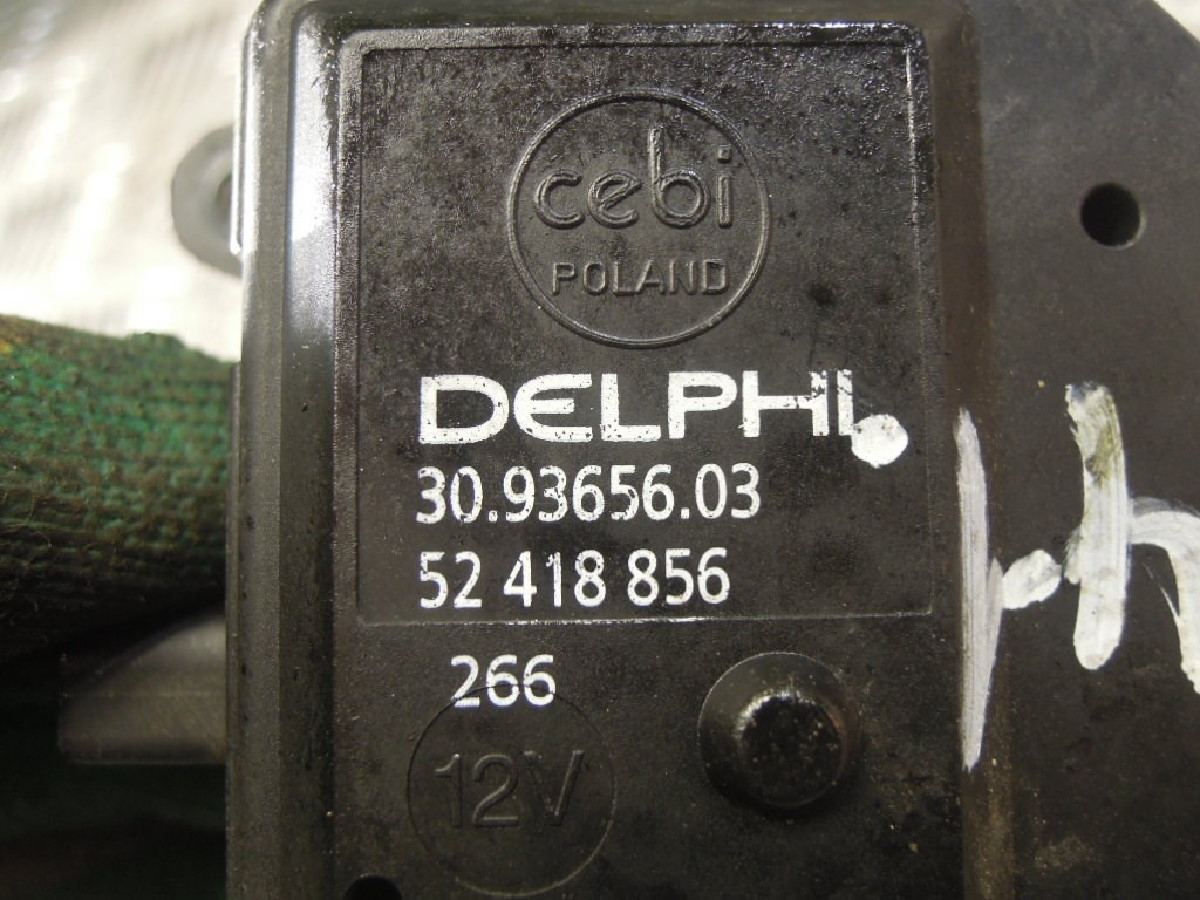 cebi
POLAND
DELPHI
30.93656.03
52 418 856
266
12V